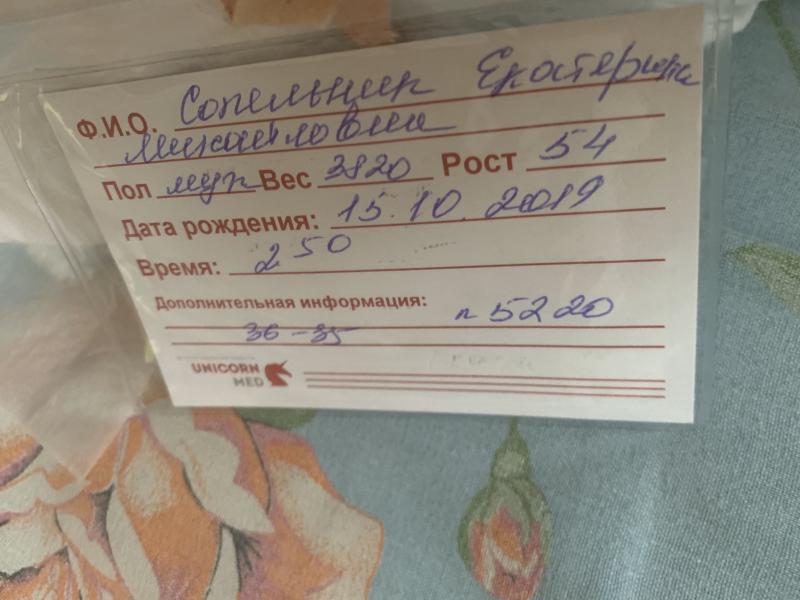 Ф.И.О. Сопельник Екатерина
Михайловна
Пол муж Вес 3820 Рост 54
Дата рождения: 15.10.2019
Время: 2 50
Дополнительная информация:
п 5220
36-35
UNICORN
MED